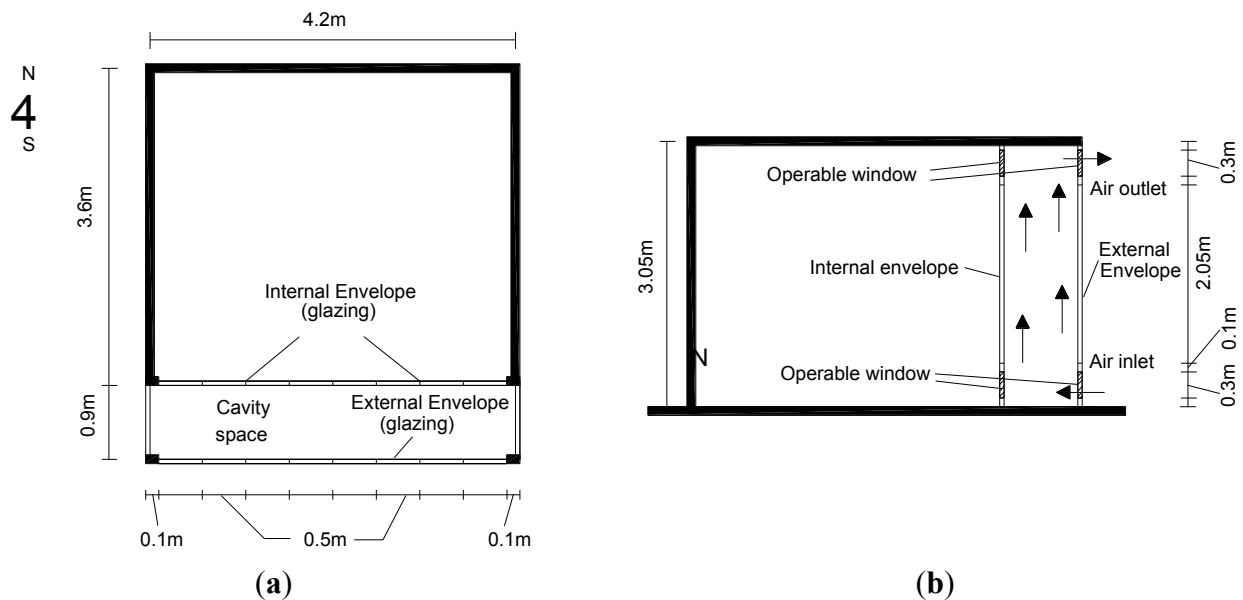 4.2m
N
4
S
3.6m
Internal Envelope
(glazing)
0.9m
Cavity
space
External Envelope
(glazing)
0.1m
0.5m
0.1m
(a)
3.05m
Operable window
0.3m
Air outlet
Internal envelope
External
Envelope
2.05m
N
Air inlet
0.1m
Operable window
0.3m
(b)